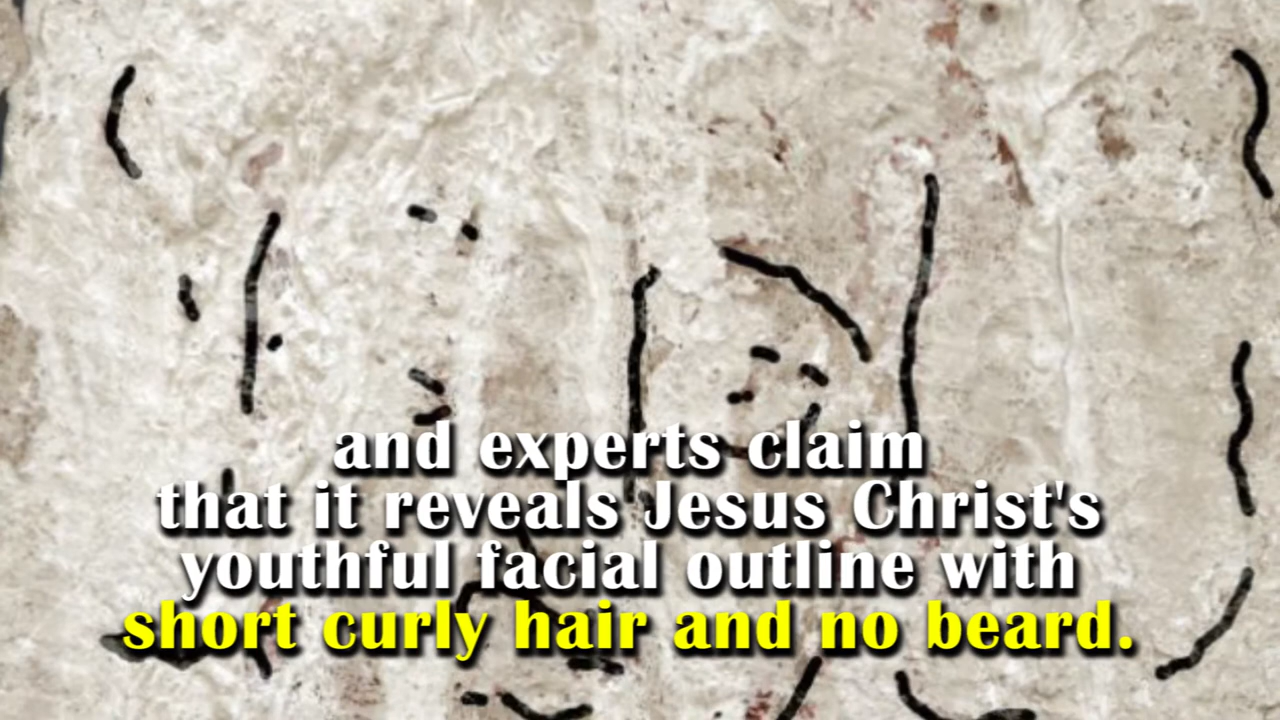 and experts claim
that it reveals Jesus Christ's
youthful facial outline with
short curly hair and no beard.